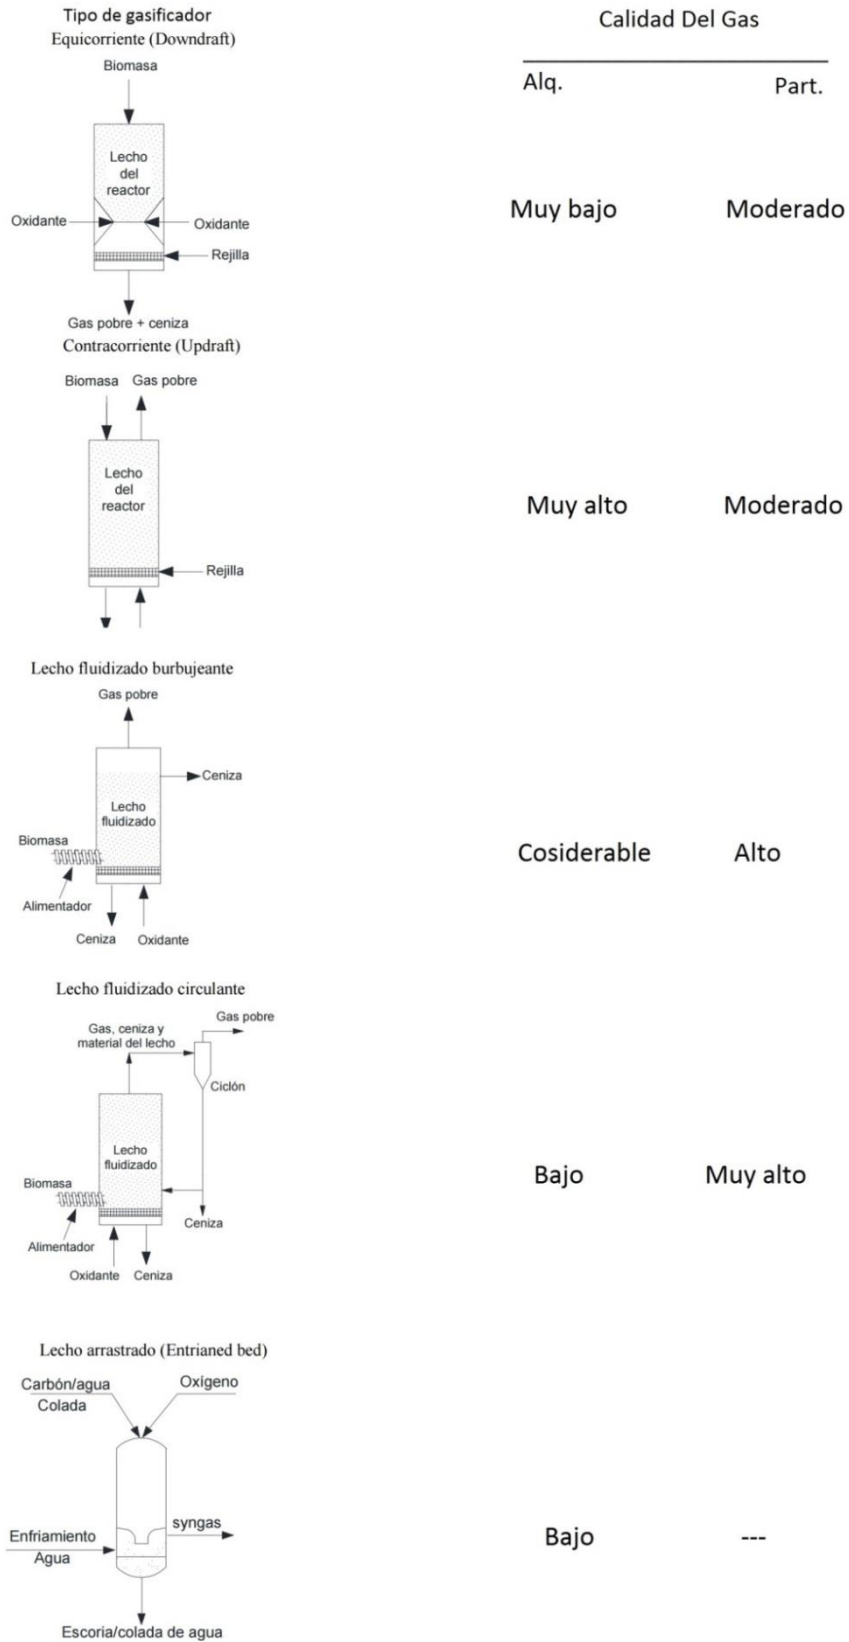 Tipo de gasificador
Calidad Del Gas
Alq.
Part.
Equicorriente (Downdraft)
Biomasa
Lecho
del
reactor
Oxidante
Oxidante
Rejilla
Gas pobre + ceniza
Muy bajo
Moderado
Contracorriente (Updraft)
Biomasa
Gas pobre
Lecho
del
reactor
Rejilla
Muy alto
Moderado
Lecho fluidizado burbujeante
Gas pobre
Ceniza
Lecho
fluidizado
Biomasa
Alimentador
Ceniza
Oxidante
Cosiderable
Alto
Lecho fluidizado circulante
Gas pobre
Gas, ceniza y
material del lecho
Ciclón
Lecho
fluidizado
Biomasa
Alimentador
Ceniza
Oxidante
Ceniza
Bajo
Muy alto
Lecho arrastrado (Entrianed bed)
Carbón/agua
Colada
Oxígeno
syngas
Enfriamiento
Agua
Escoria/colada de agua
Bajo
---